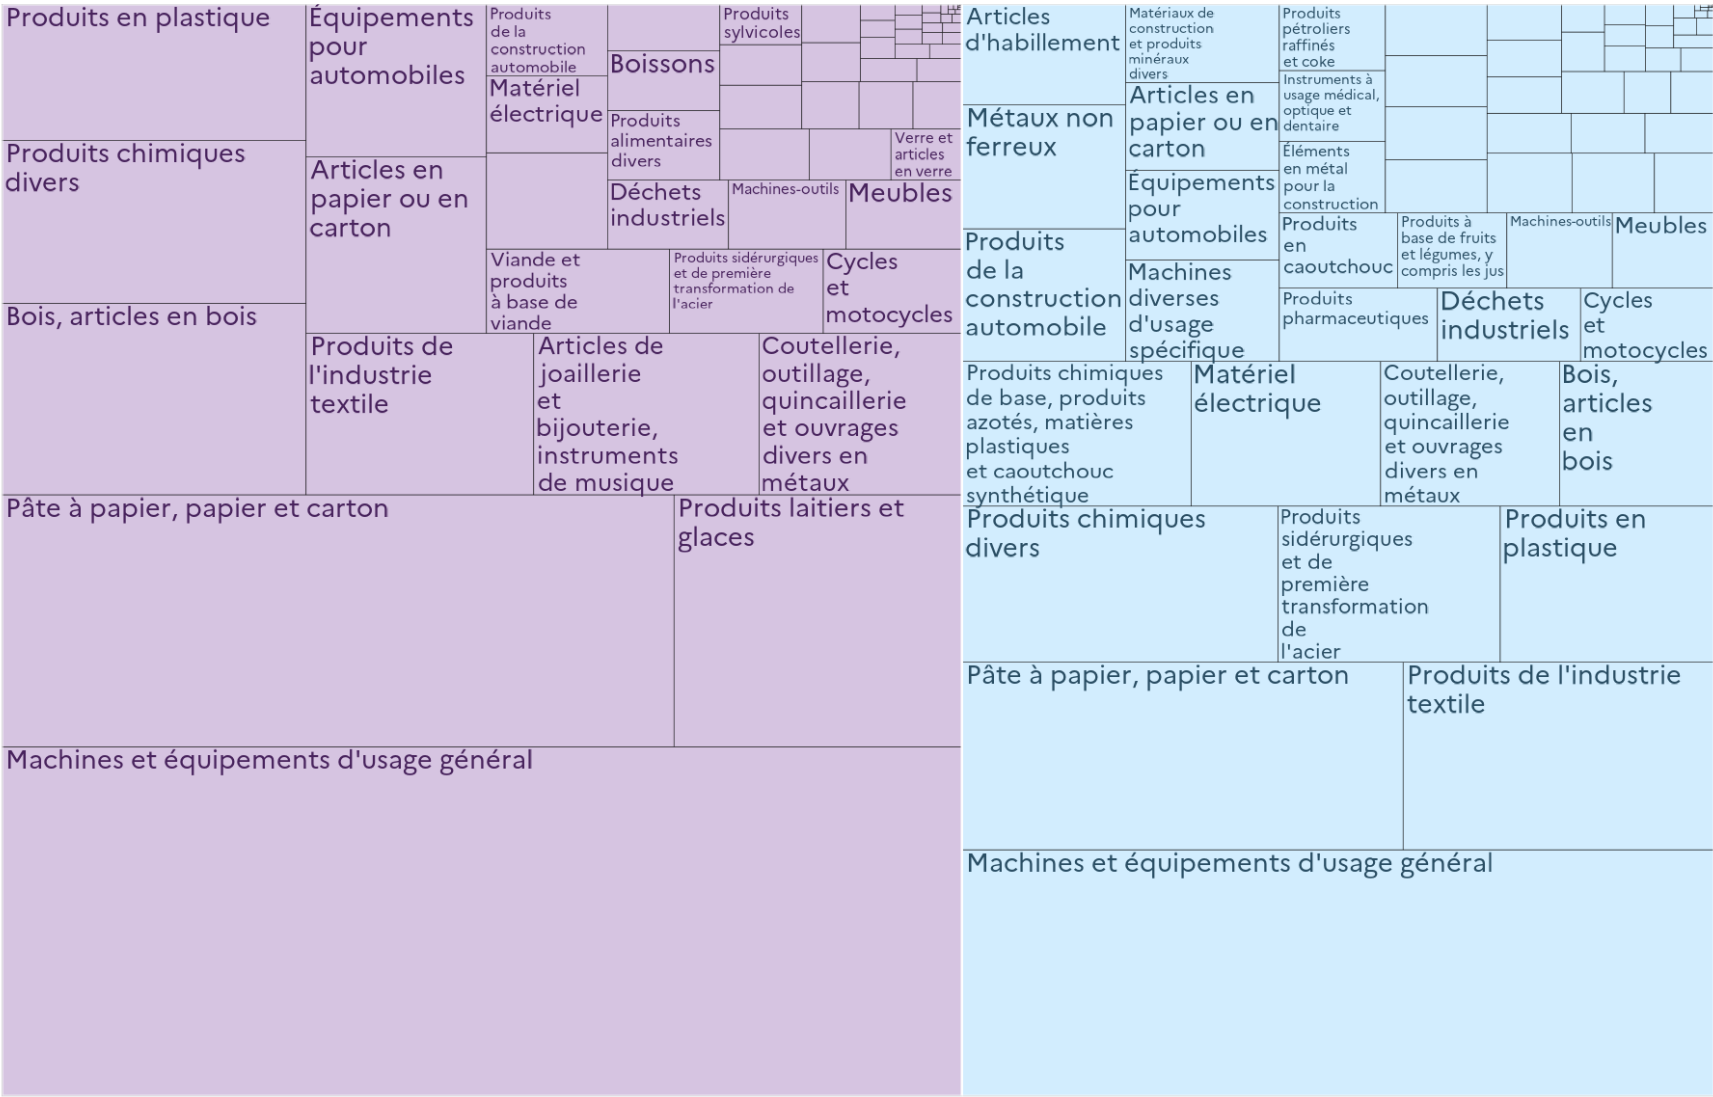 Produits en plastique
Produits chimiques
divers
Bois, articles en bois
Équipements
pour
automobiles
Articles en
papier ou en
carton
Produits
de la
construction
automobile
Matériel
électrique
Boissons
Produits
alimentaires
divers
Produits
sylvicoles
Verre et
articles
en verre
Déchets
industriels
Machines-outils
Meubles
Viande et
produits
à base de
viande
Produits sidérurgiques
et de première
transformation de
l'acier
Cycles
et
motocycles
Produits de
l'industrie
textile
Articles de
joaillerie
et
bijouterie,
instruments
de musique
Coutellerie,
outillage,
quincaillerie
et ouvrages
divers en
métaux
Pâte à papier, papier et carton
Produits laitiers et
glaces
Machines et équipements d'usage général
Articles
d'habillement
Métaux non
ferreux
Produits
de la
construction
automobile
Matériaux de
construction
et produits
minéraux
divers
Articles en
papier ou en
carton
Équipements
pour
automobiles
Machines
diverses
d'usage
spécifique
Produits
pétroliers
raffinés
et coke
Instruments à
usage médical,
optique et
dentaire
Éléments
en métal
pour la
construction
Produits
en
caoutchouc
Produits à
base de fruits
et légumes, y
compris les jus
Machines-outils
Meubles
Produits
pharmaceutiques
Déchets
industriels
Cycles
et
motocycles
Produits chimiques
de base, produits
azotés, matières
plastiques
et caoutchouc
synthétique
Matériel
électrique
Coutellerie,
outillage,
quincaillerie
et ouvrages
divers en
métaux
Bois,
articles
en
bois
Produits chimiques
divers
Produits
sidérurgiques
et de
première
transformation
de
l'acier
Produits en
plastique
Pâte à papier, papier et carton
Produits de l'industrie
textile
Machines et équipements d'usage général